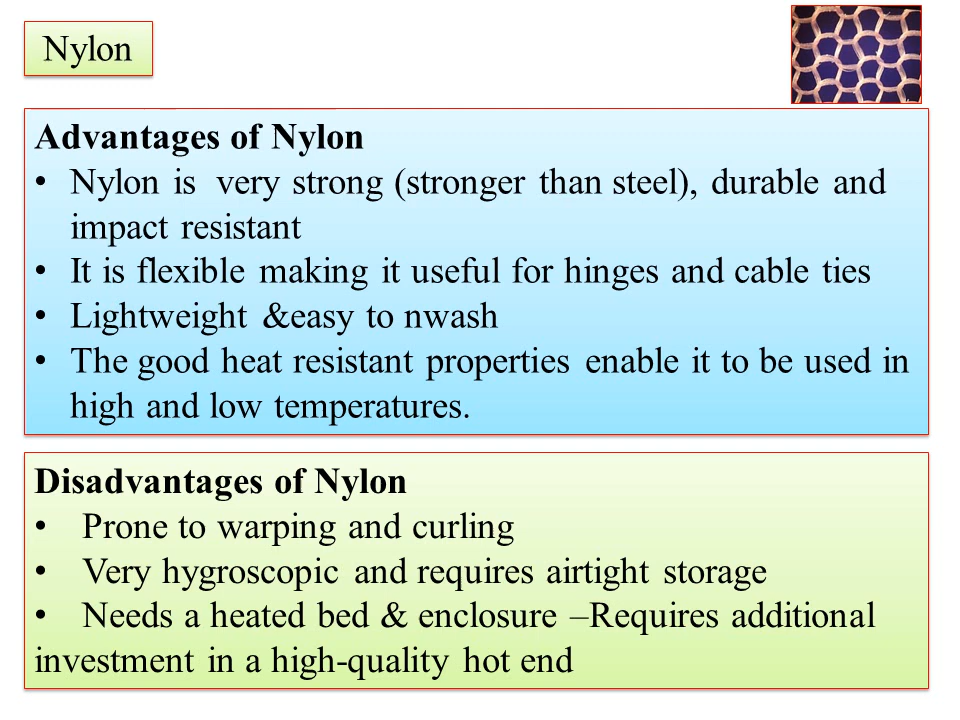 Nylon
Advantages of Nylon
• Nylon is very strong (stronger than steel), durable and
impact resistant
• It is flexible making it useful for hinges and cable ties
• Lightweight &easy to nwash
• The good heat resistant properties enable it to be used in
high and low temperatures.
Disadvantages of Nylon
• Prone to warping and curling
• Very hygroscopic and requires airtight storage
• Needs a heated bed & enclosure –Requires additional
investment in a high-quality hot end